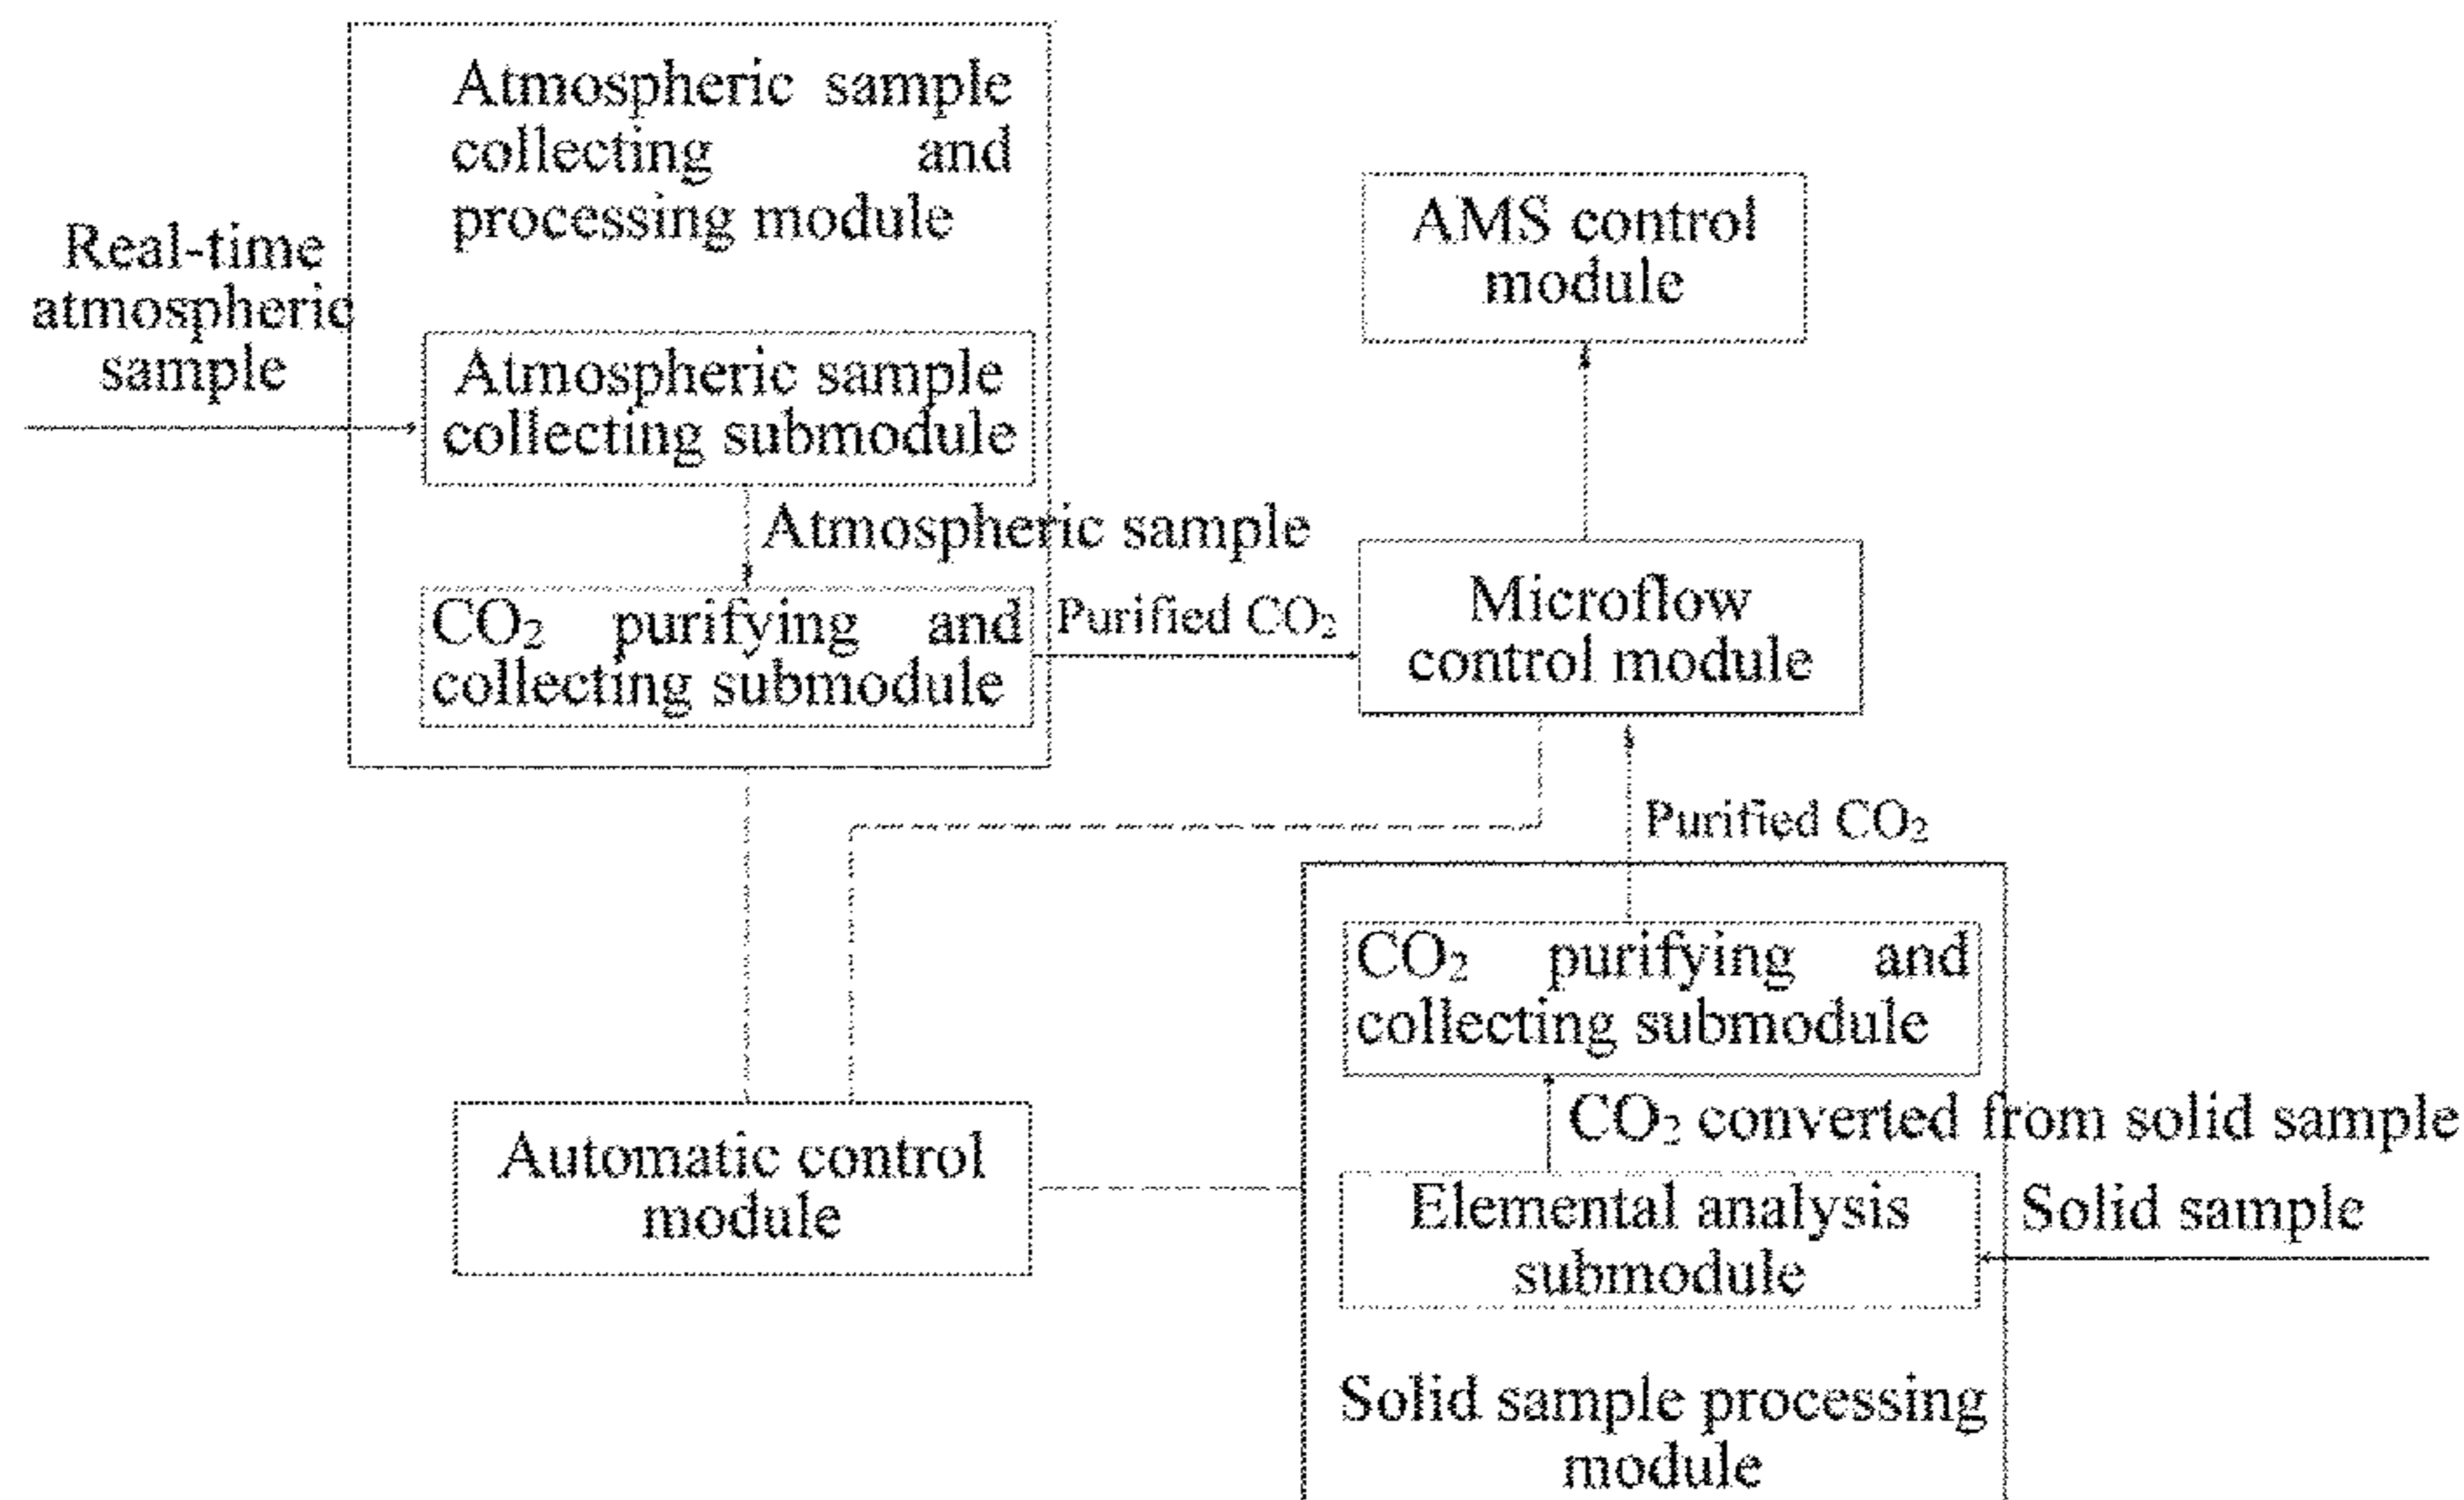 Atmospheric sample
collecting and
processing module
Real-time
atmospheric
sample
Atmospheric sample
collecting submodule
Atmospheric sample
CO₂ purifying and
collecting submodule
Purified CO₂
AMS control
module
Microflow
control module
Purified CO₂
CO₂ purifying and
collecting submodule
CO₂ converted from solid sample
Automatic control
module
Elemental analysis
submodule
Solid sample
Solid sample processing
module